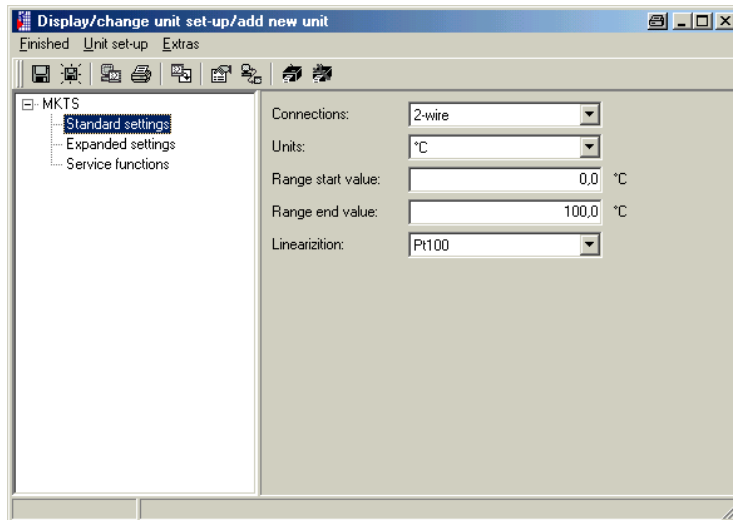 Display/change unit set-up/add new unit
Finished Unit set-up Extras
MKTS
Standard settings
Expanded settings
Service functions
Connections: 2-wire
Units: °C
Range start value: 0,0 °C
Range end value: 100,0 °C
Linearizition: Pt100